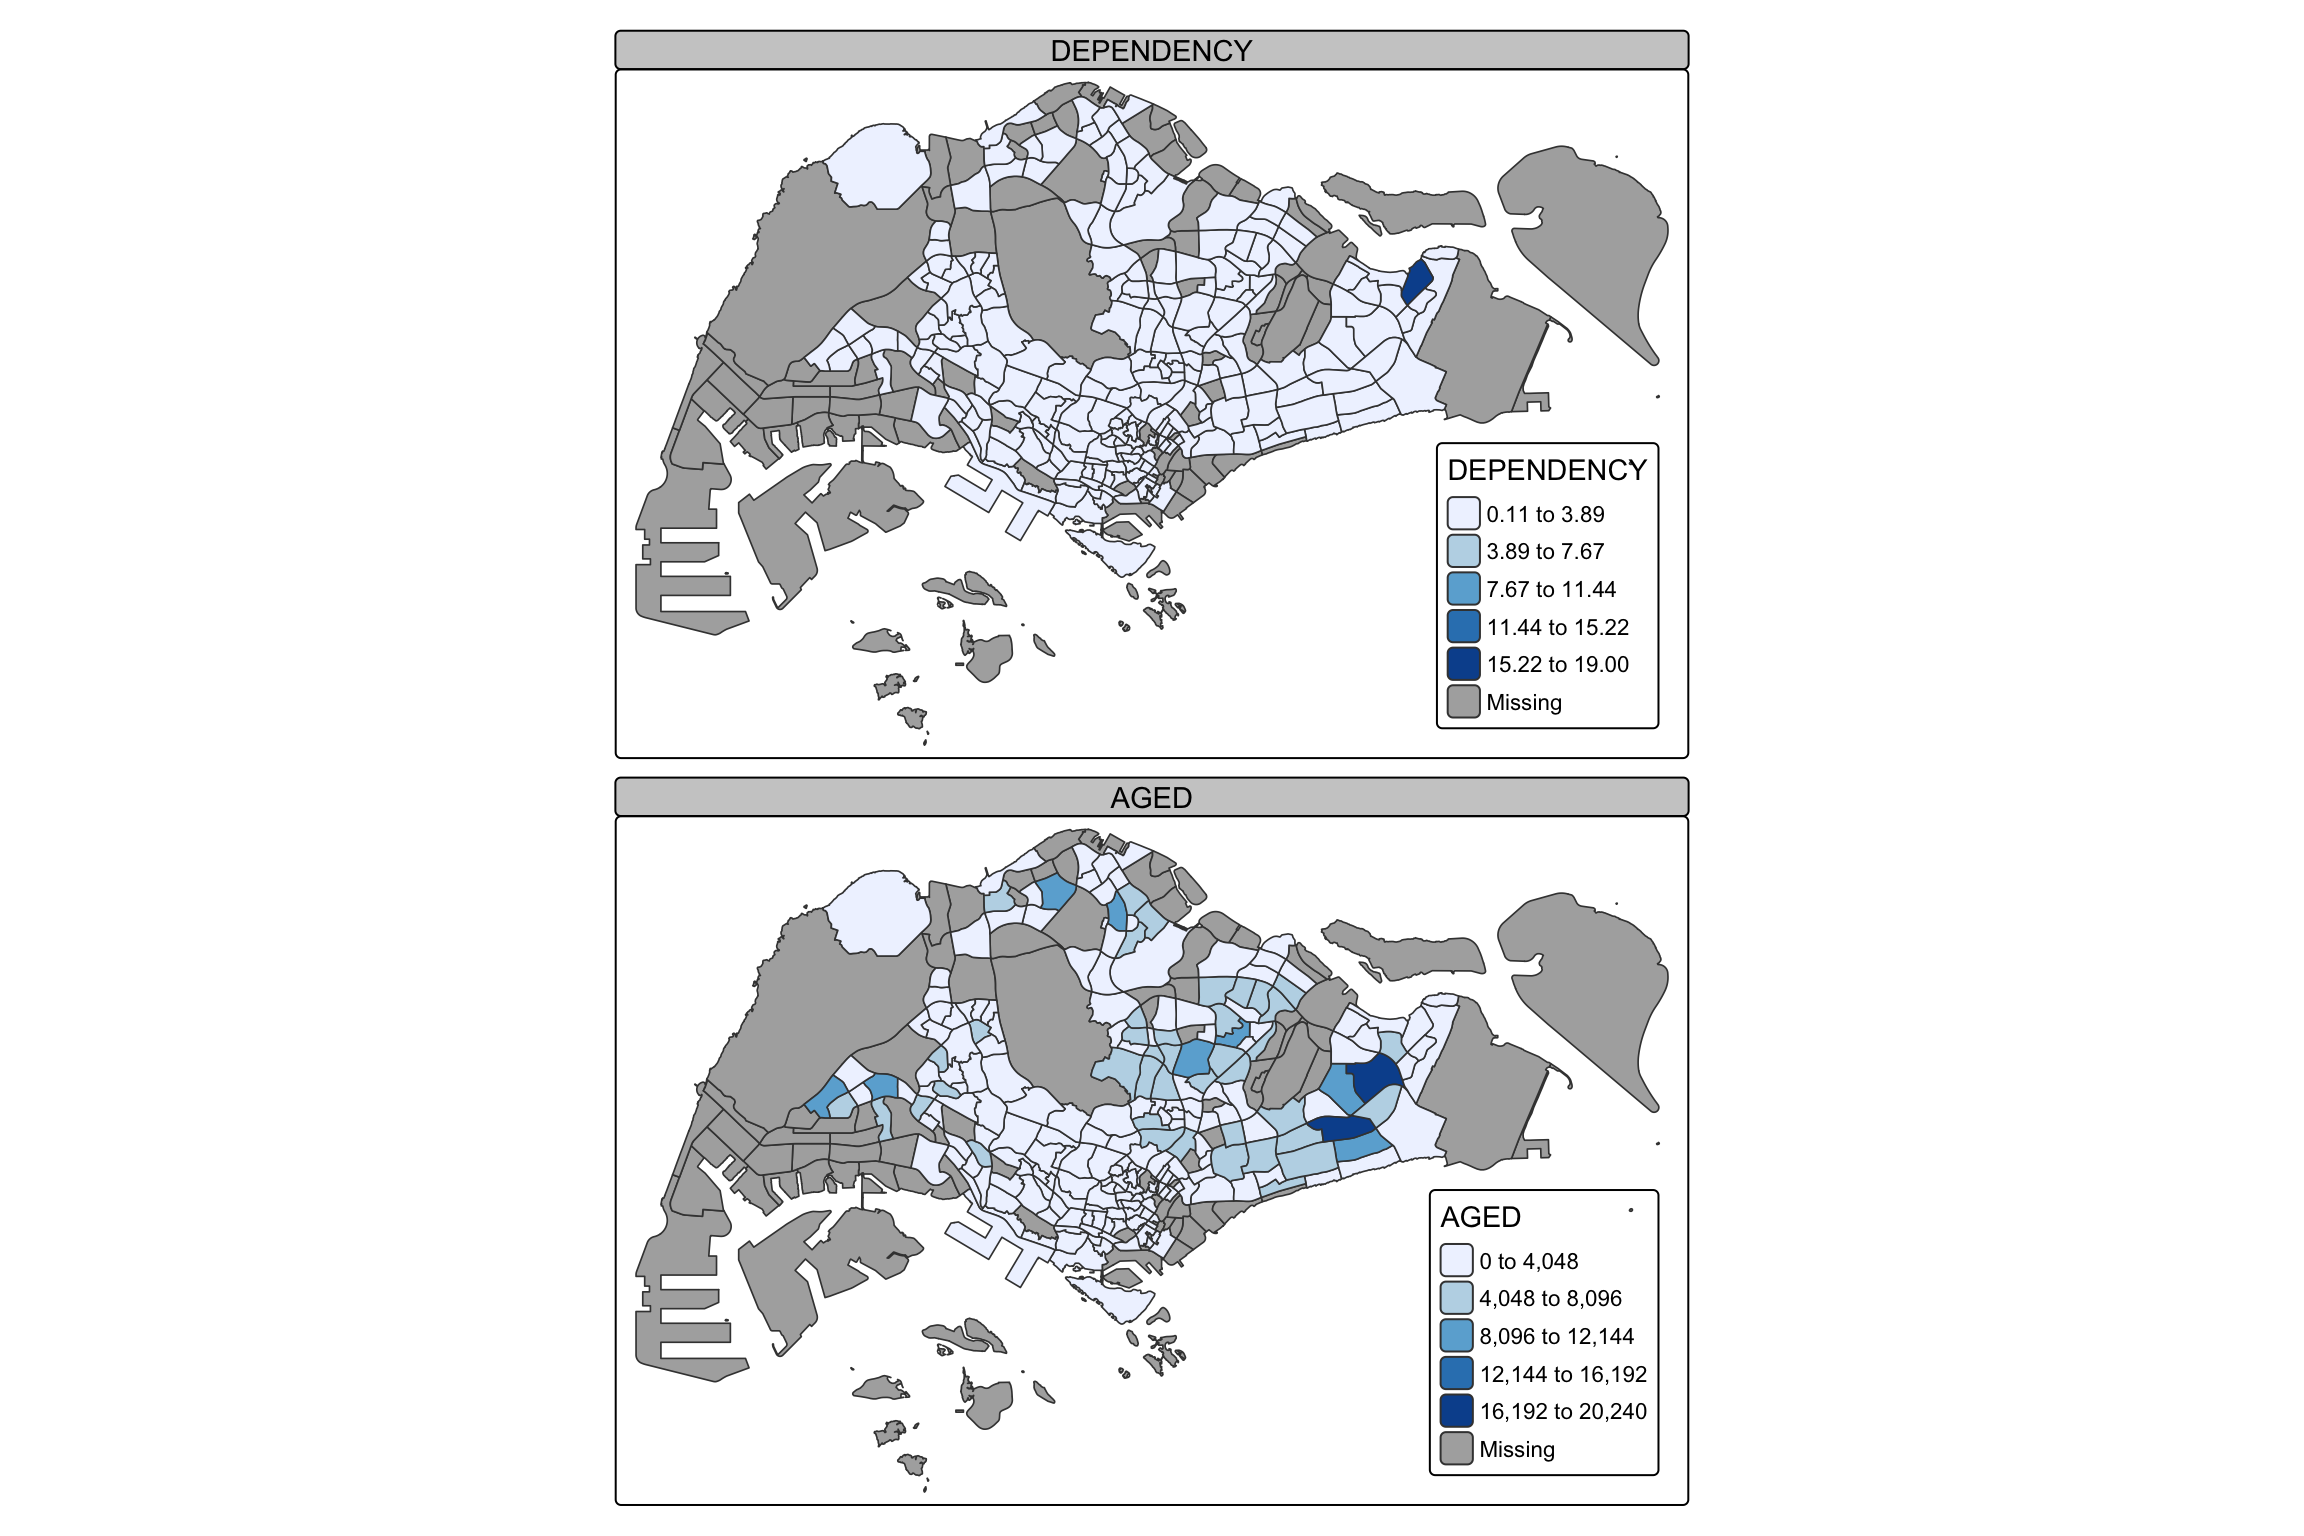 DEPENDENCY
DEPENDENCY
0.11 to 3.89
3.89 to 7.67
7.67 to 11.44
11.44 to 15.22
15.22 to 19.00
Missing
AGED
AGED
0 to 4,048
4,048 to 8,096
8,096 to 12,144
12,144 to 16,192
16,192 to 20,240
Missing